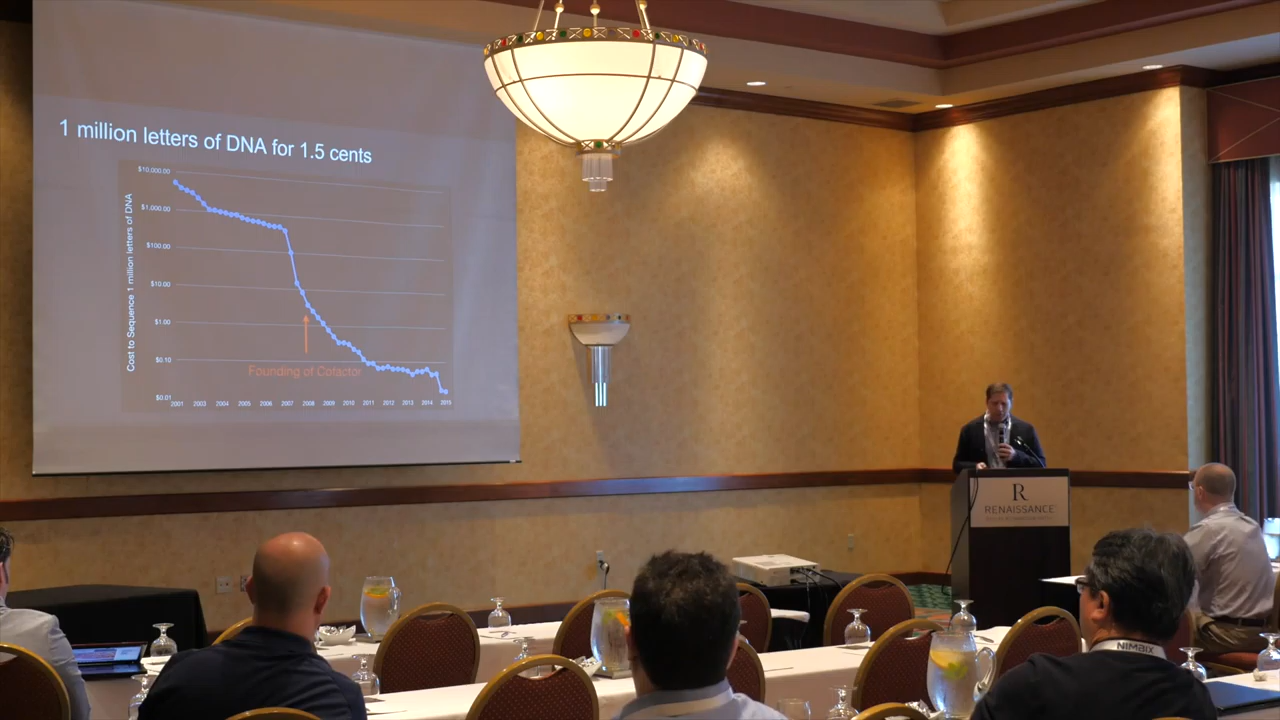 1 million letters of DNA for 1.5 cents
Cost to Sequence 1 million letters of DNA
$10,000.00
$1,000.00
$100.00
$10.00
$1.00
$0.10
$0.01
Founding of Cofactor
2001 2003 2004 2005 2006 2007 2008 2009 2010 2011 2012 2013 2014 2015
R
RENAISSANCE
NIMBIX